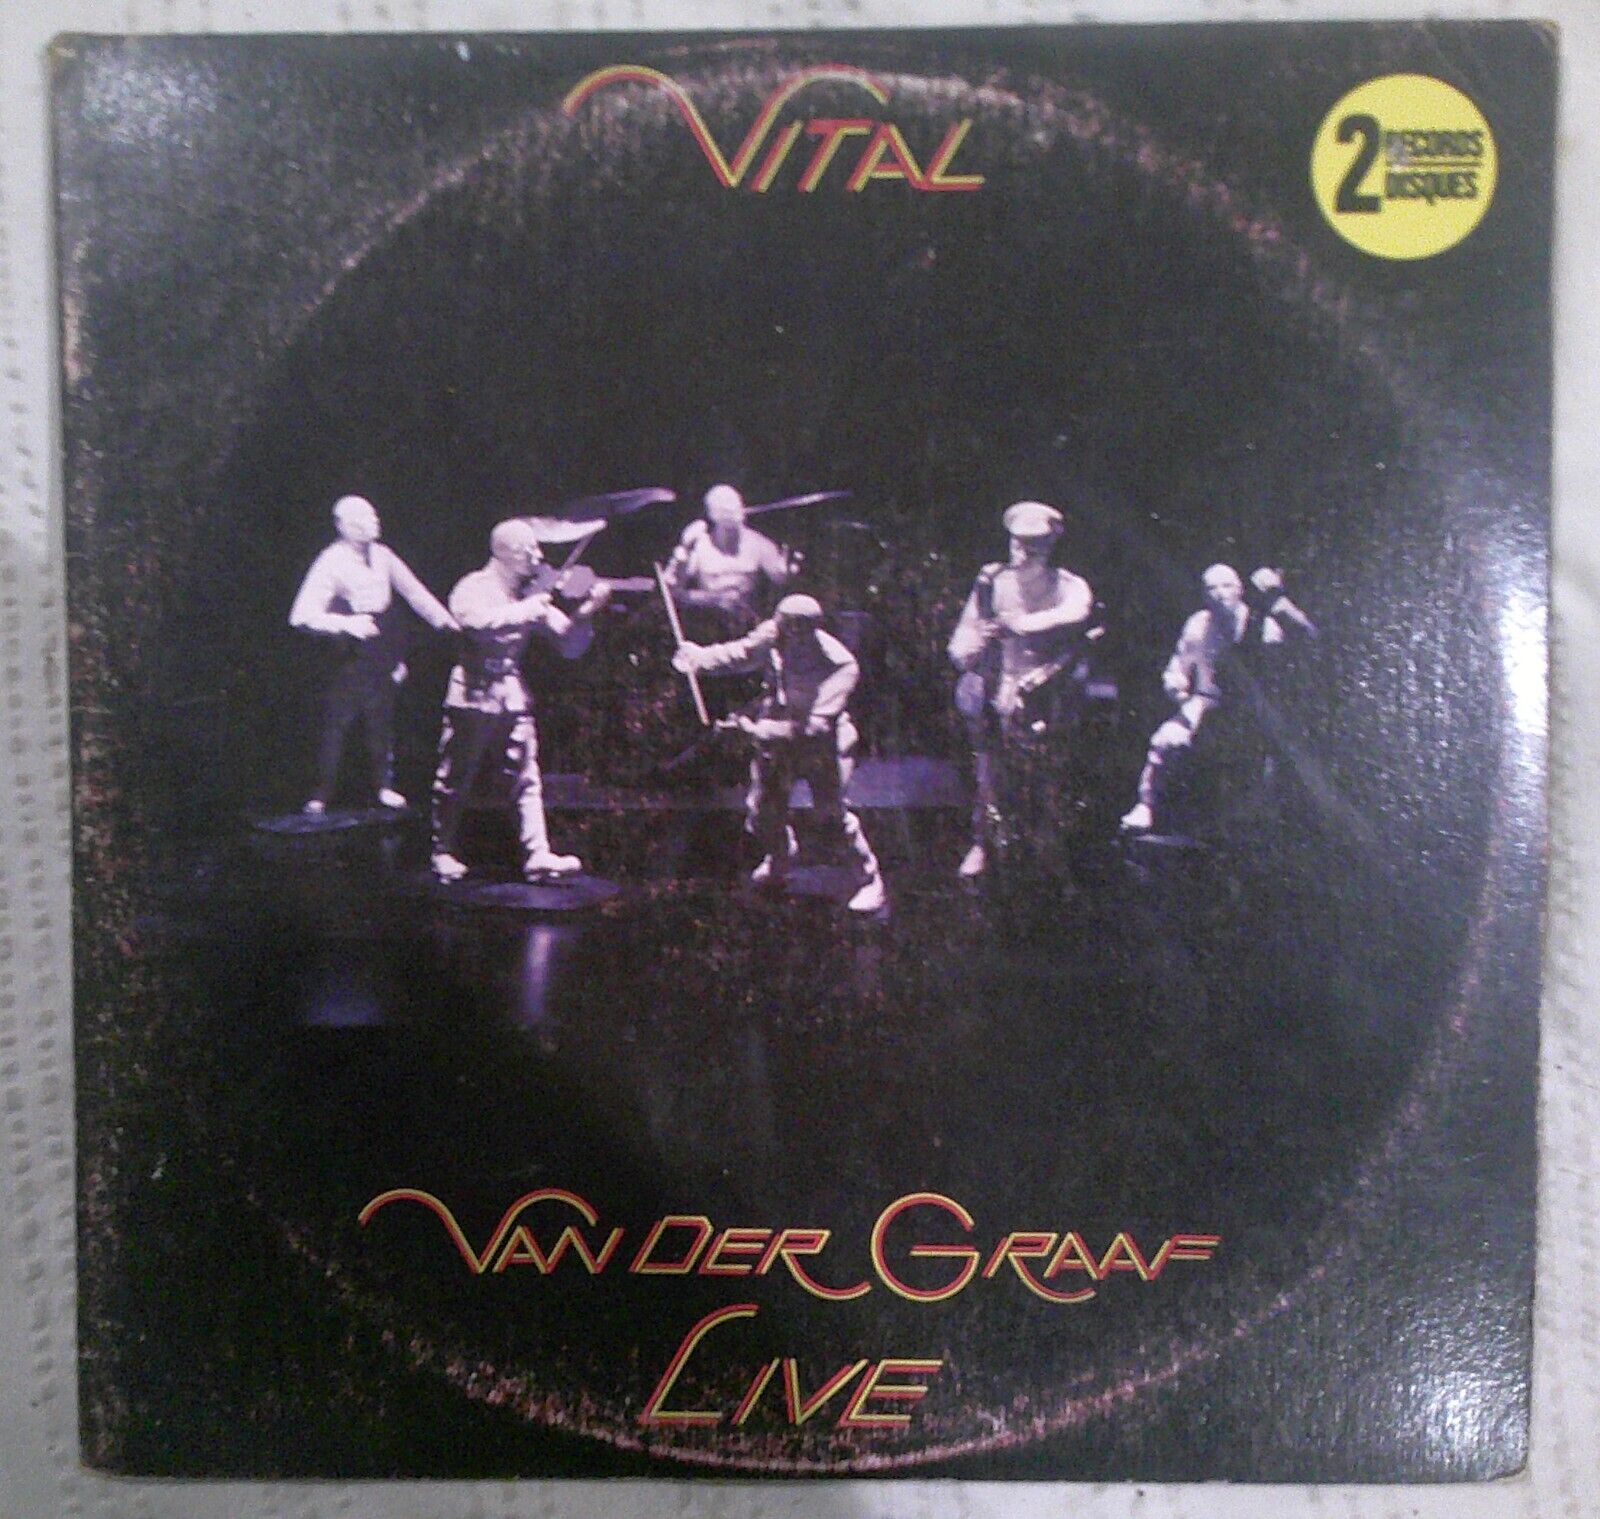 VITAL
2 RECORDS
DISQUES
VAN DER GRAAF
LIVE